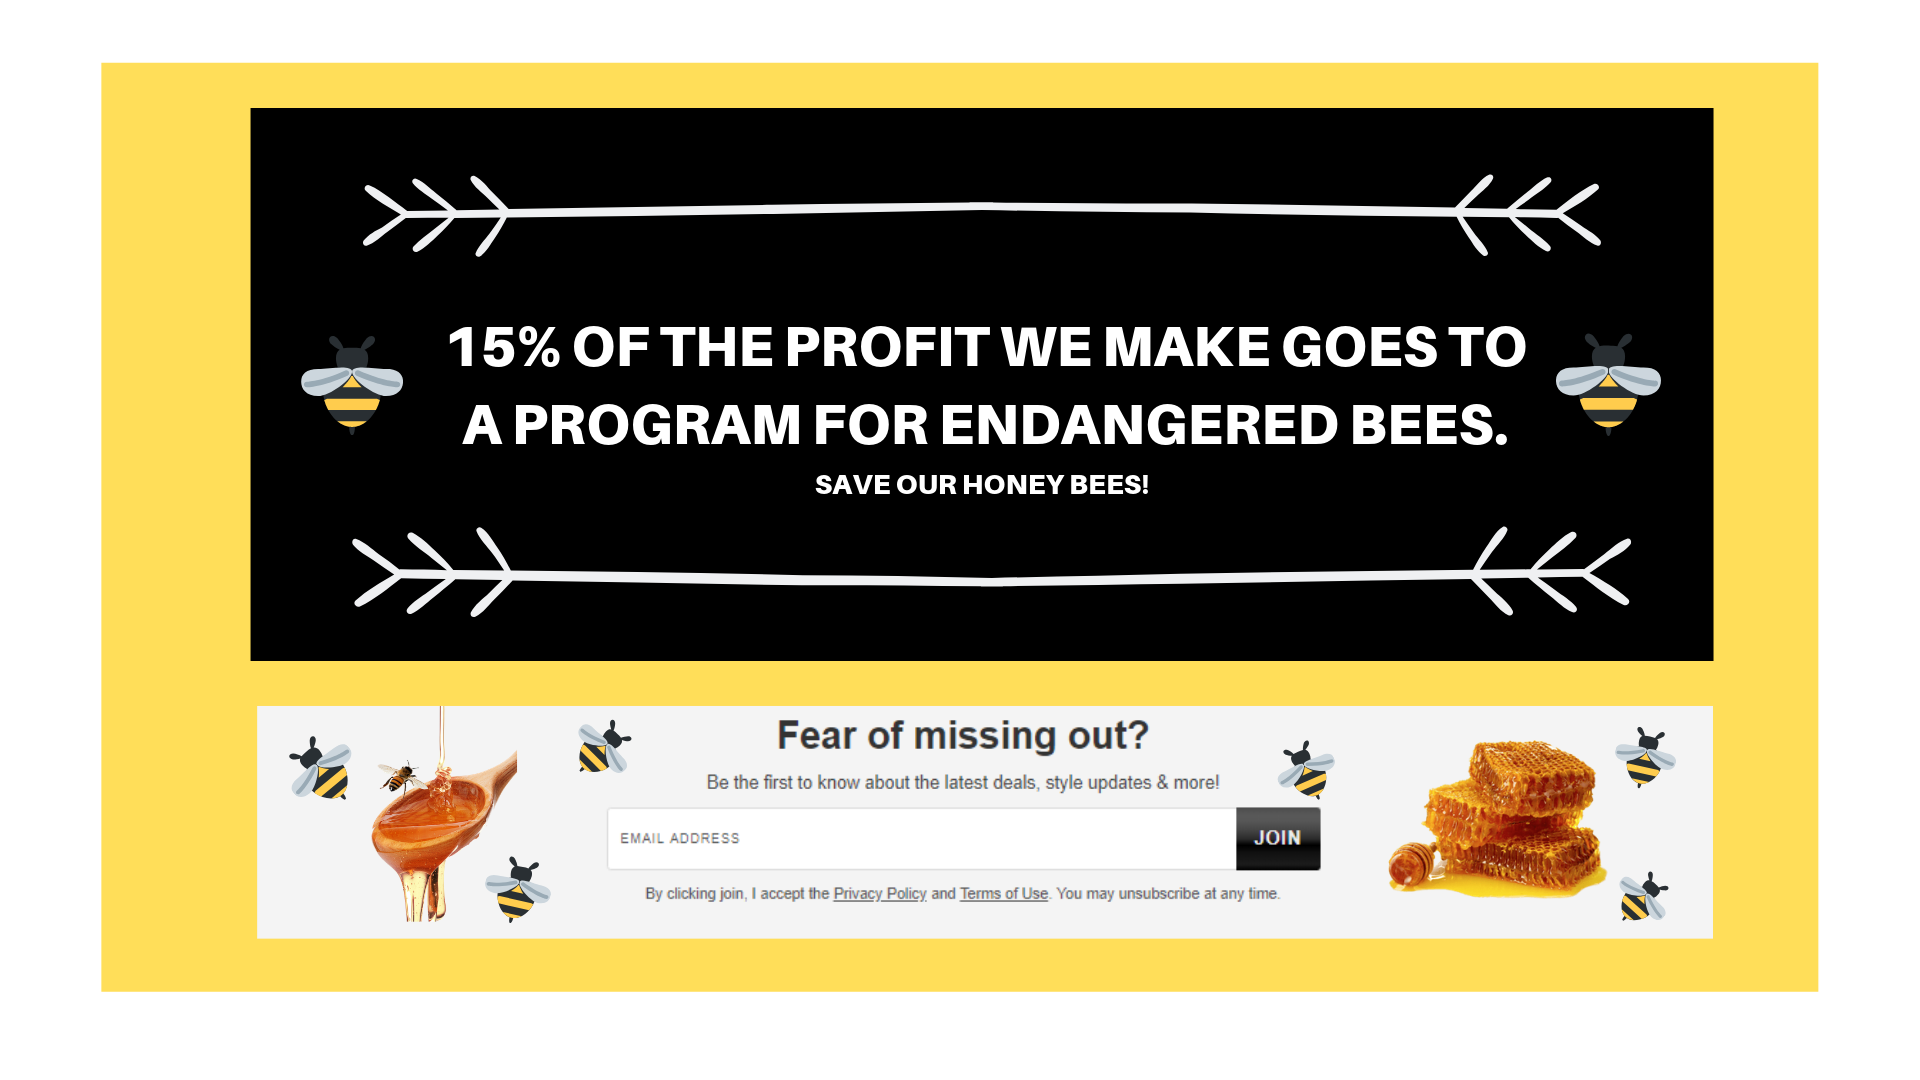 15% OF THE PROFIT WE MAKE GOES TO
A PROGRAM FOR ENDANGERED BEES.
SAVE OUR HONEY BEES!
Fear of missing out?
Be the first to know about the latest deals, style updates & more!
EMAIL ADDRESS
JOIN
By clicking join, I accept the Privacy Policy and Terms of Use. You may unsubscribe at any time.